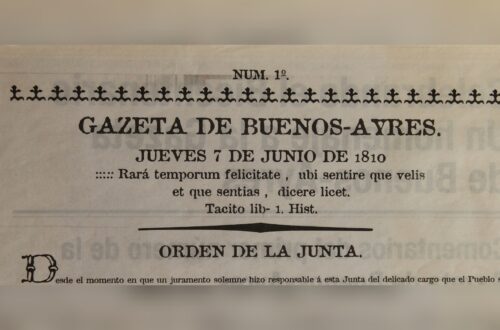 NUM. 1º.
GAZETA DE BUENOS-AYRES.
JUEVES 7 DE JUNIO DE 1810
::::: Rará temporum felicitate , ubi sentire que velis
et que sentias , dicere licet.
Tacito lib- 1. Hist.
ORDEN DE LA JUNTA.
Desde el momento en que un juramento solemne hizo responsable á esta Junta del delicado cargo que el Pueblo